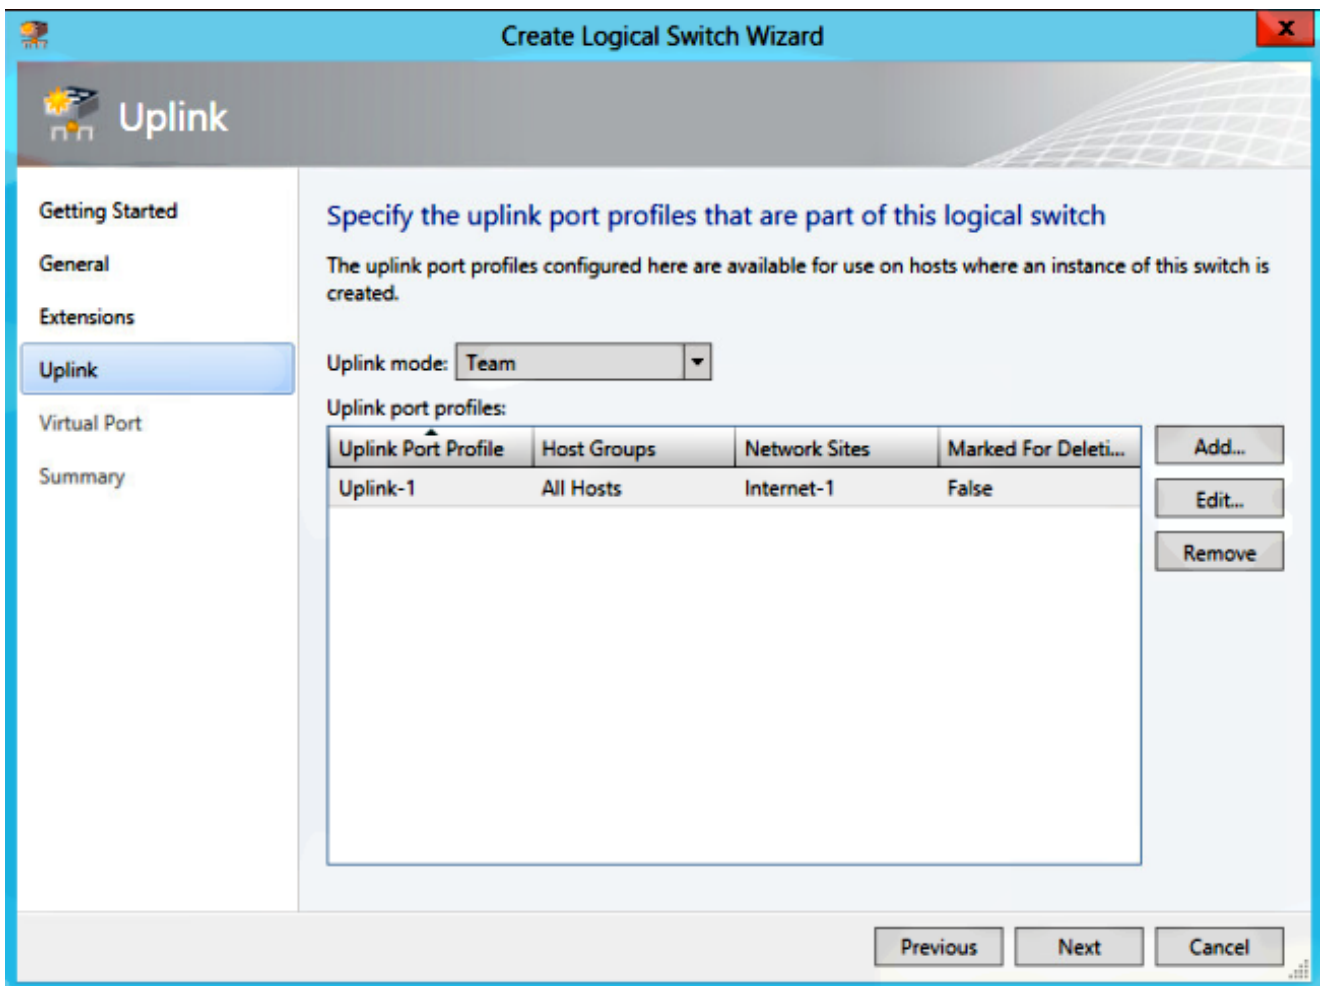 Create Logical Switch Wizard
x
Uplink
Getting Started
General
Extensions
Uplink
Virtual Port
Summary
Specify the uplink port profiles that are part of this logical switch
The uplink port profiles configured here are available for use on hosts where an instance of this switch is
created.
Uplink mode: Team
Uplink port profiles:
Uplink Port Profile Host Groups Network Sites Marked For Deleti...
Uplink-1 All Hosts Internet-1 False
Add...
Edit...
Remove
Previous Next Cancel